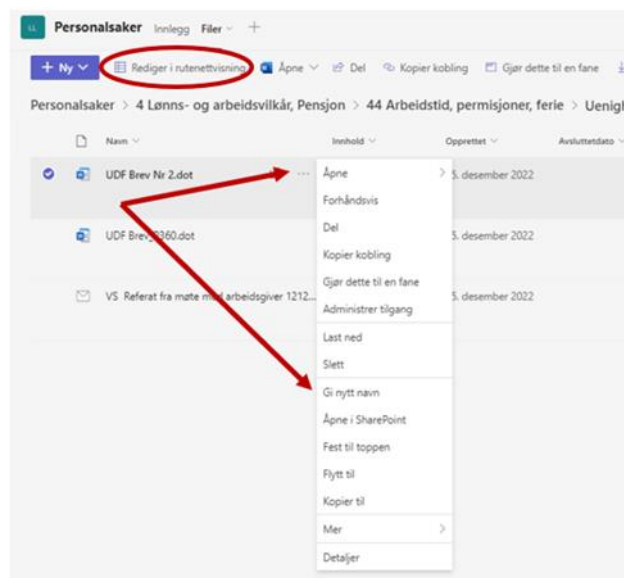 LL Personalsaker Innlegg Filer
Ny Rediger i rutenettvisning Åpne Del Kopier kobling Gjør dette til en fane
Personalsaker > 4 Lønns- og arbeidsvilkår, Pensjon > 44 Arbeidstid, permisjoner, ferie >
Navn Innhold Opprettet Avsluttetdato
UDF Brev Nr 2.dot ··· 5. desember 2022
UDF Brev_P360.dot 5. desember 2022
VS Referat fra møte med arbeidsgiver 1212... 5. desember 2022
Åpne
Forhåndsvis
Del
Kopier kobling
Gjør dette til en fane
Administrer tilgang
Last ned
Slett
Gi nytt navn
Åpne i SharePoint
Fest til toppen
Flytt til
Kopier til
Mer
Detaljer